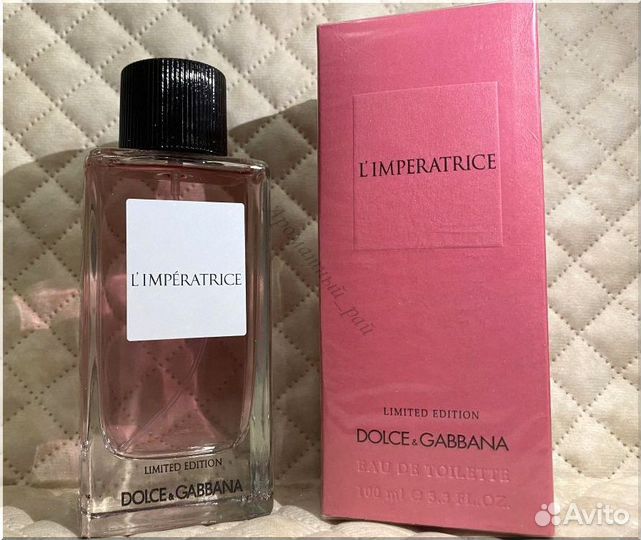 L'IMPÉRATRICE
LIMITED EDITION
DOLCE & GABBANA
L'IMPERATRICE
LIMITED EDITION
DOLCE & GABBANA
EAU DE TOILETTE
100 ml ℮ 3.3 FL.OZ.
Ароматный_рай
Avito